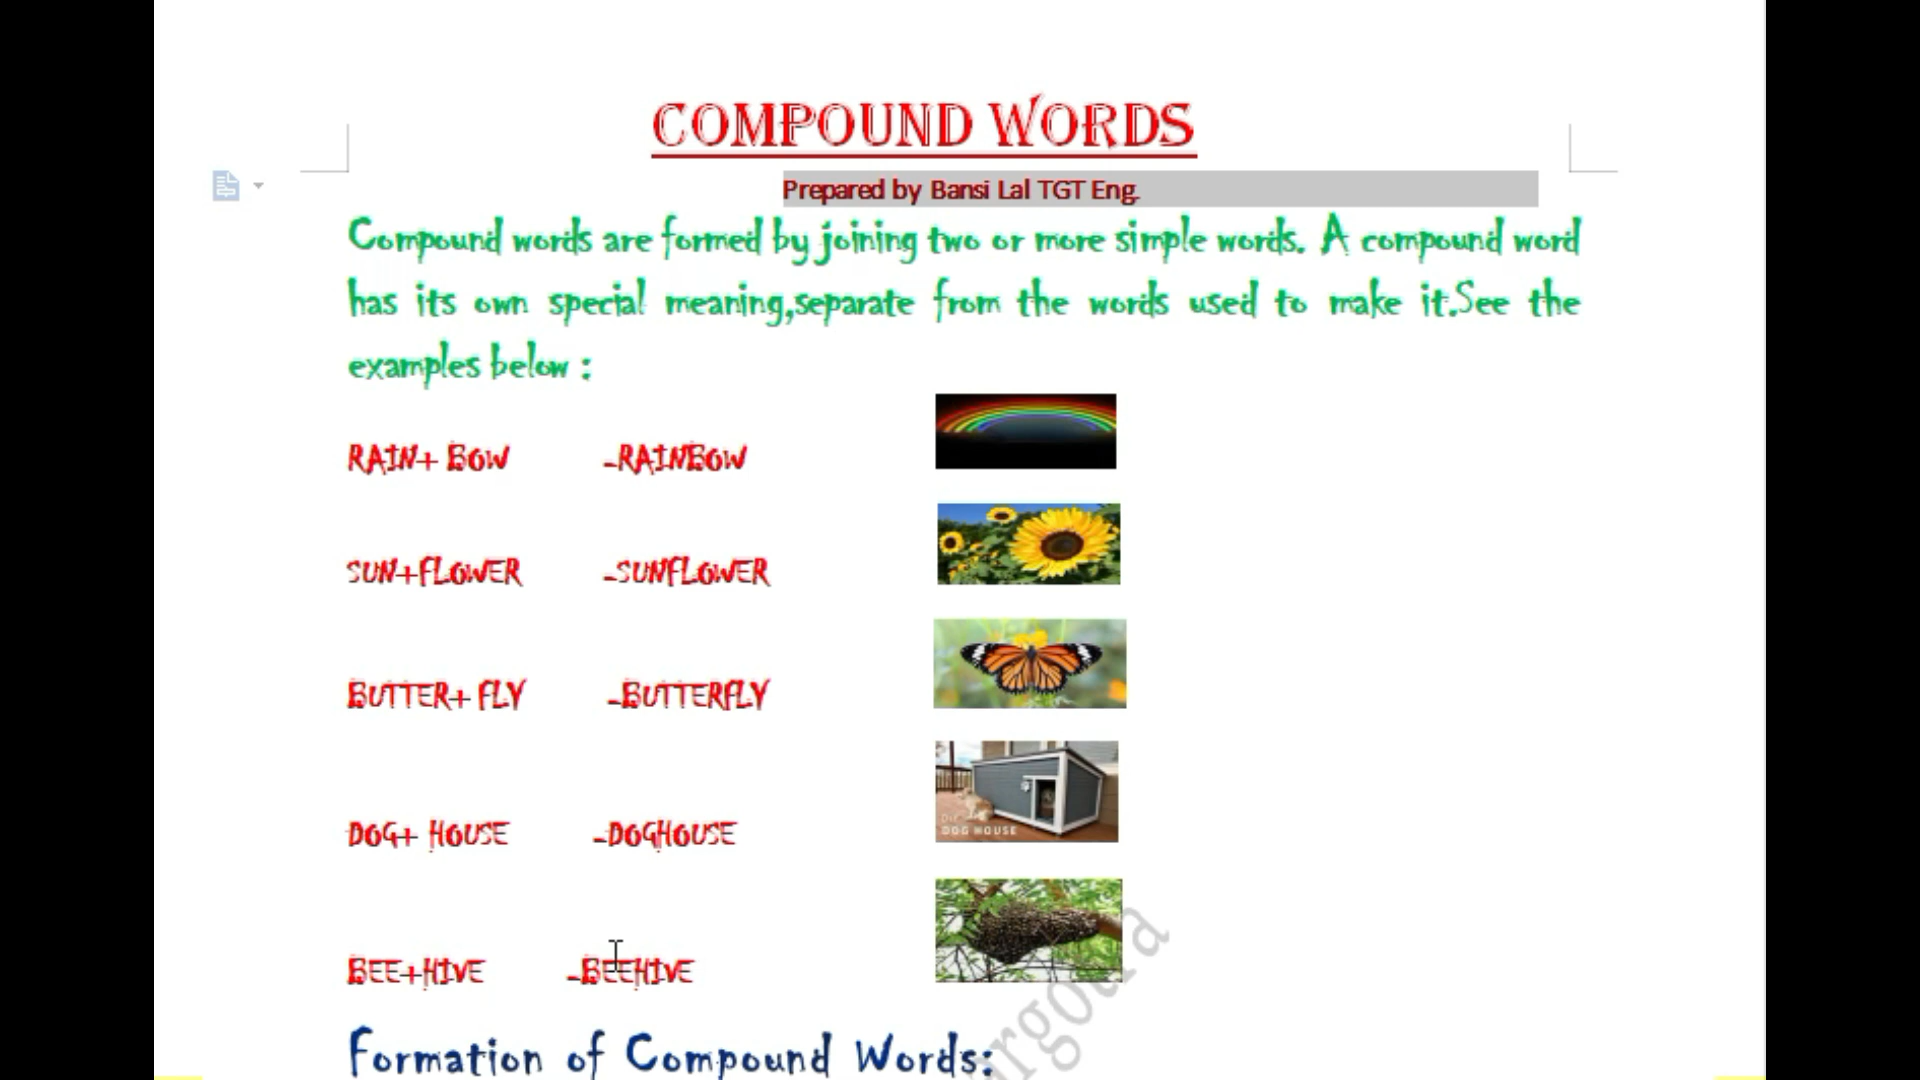 COMPOUND WORDS
Prepared by Bansi Lal TGT Eng.
Compound words are formed by joining two or more simple words. A compound word
has its own special meaning,separate from the words used to make it.See the
examples below :
RAIN+ BOW -RAINBOW
SUN+FLOWER -SUNFLOWER
BUTTER+ FLY -BUTTERFLY
DOG+ HOUSE -DOGHOUSE
DOG HOUSE
BEE+HIVE -BEEHIVE
Formation of Compound Words: